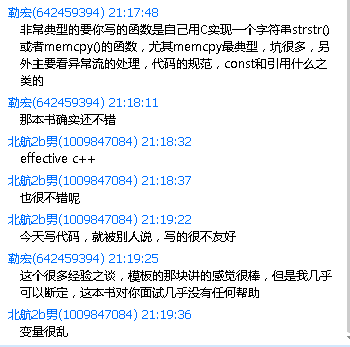 勒宏(642459394) 21:17:48
非常典型的要你写的函数是自己用C实现一个字符串strstr()
或者memcpy()的函数，尤其memcpy最典型，坑很多，另
外主要看异常流的处理，代码的规范，const和引用什么之
类的
勒宏(642459394) 21:18:11
那本书确实还不错
北航2b男(1009847084) 21:18:32
effective c++
北航2b男(1009847084) 21:18:37
也很不错呢
北航2b男(1009847084) 21:19:22
今天写代码，就被别人说，写的很不友好
勒宏(642459394) 21:19:25
这个很多经验之谈，模板的那块讲的感觉很棒，但是我几乎
可以断定，这本书对你面试几乎没有任何帮助
北航2b男(1009847084) 21:19:36
变量很乱